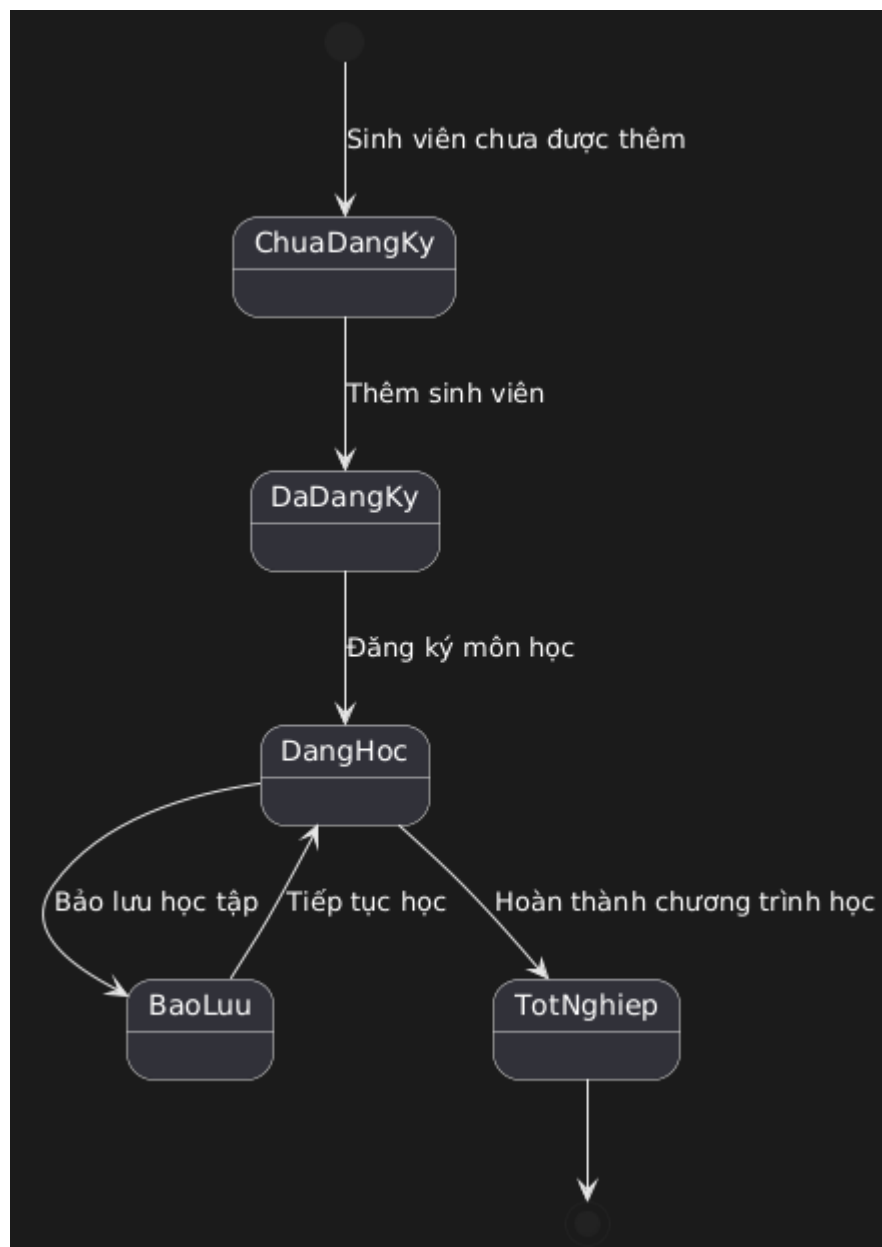 Sinh viên chưa được thêm
ChuaDangKy
Thêm sinh viên
DaDangKy
Đăng ký môn học
DangHoc
Bảo lưu học tập
Tiếp tục học
Hoàn thành chương trình học
BaoLuu
TotNghiep